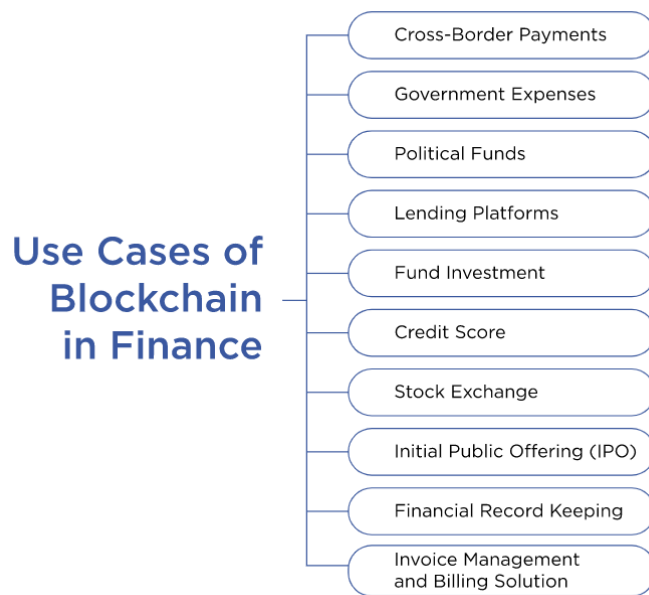 Use Cases of
Blockchain
in Finance
Cross-Border Payments
Government Expenses
Political Funds
Lending Platforms
Fund Investment
Credit Score
Stock Exchange
Initial Public Offering (IPO)
Financial Record Keeping
Invoice Management
and Billing Solution